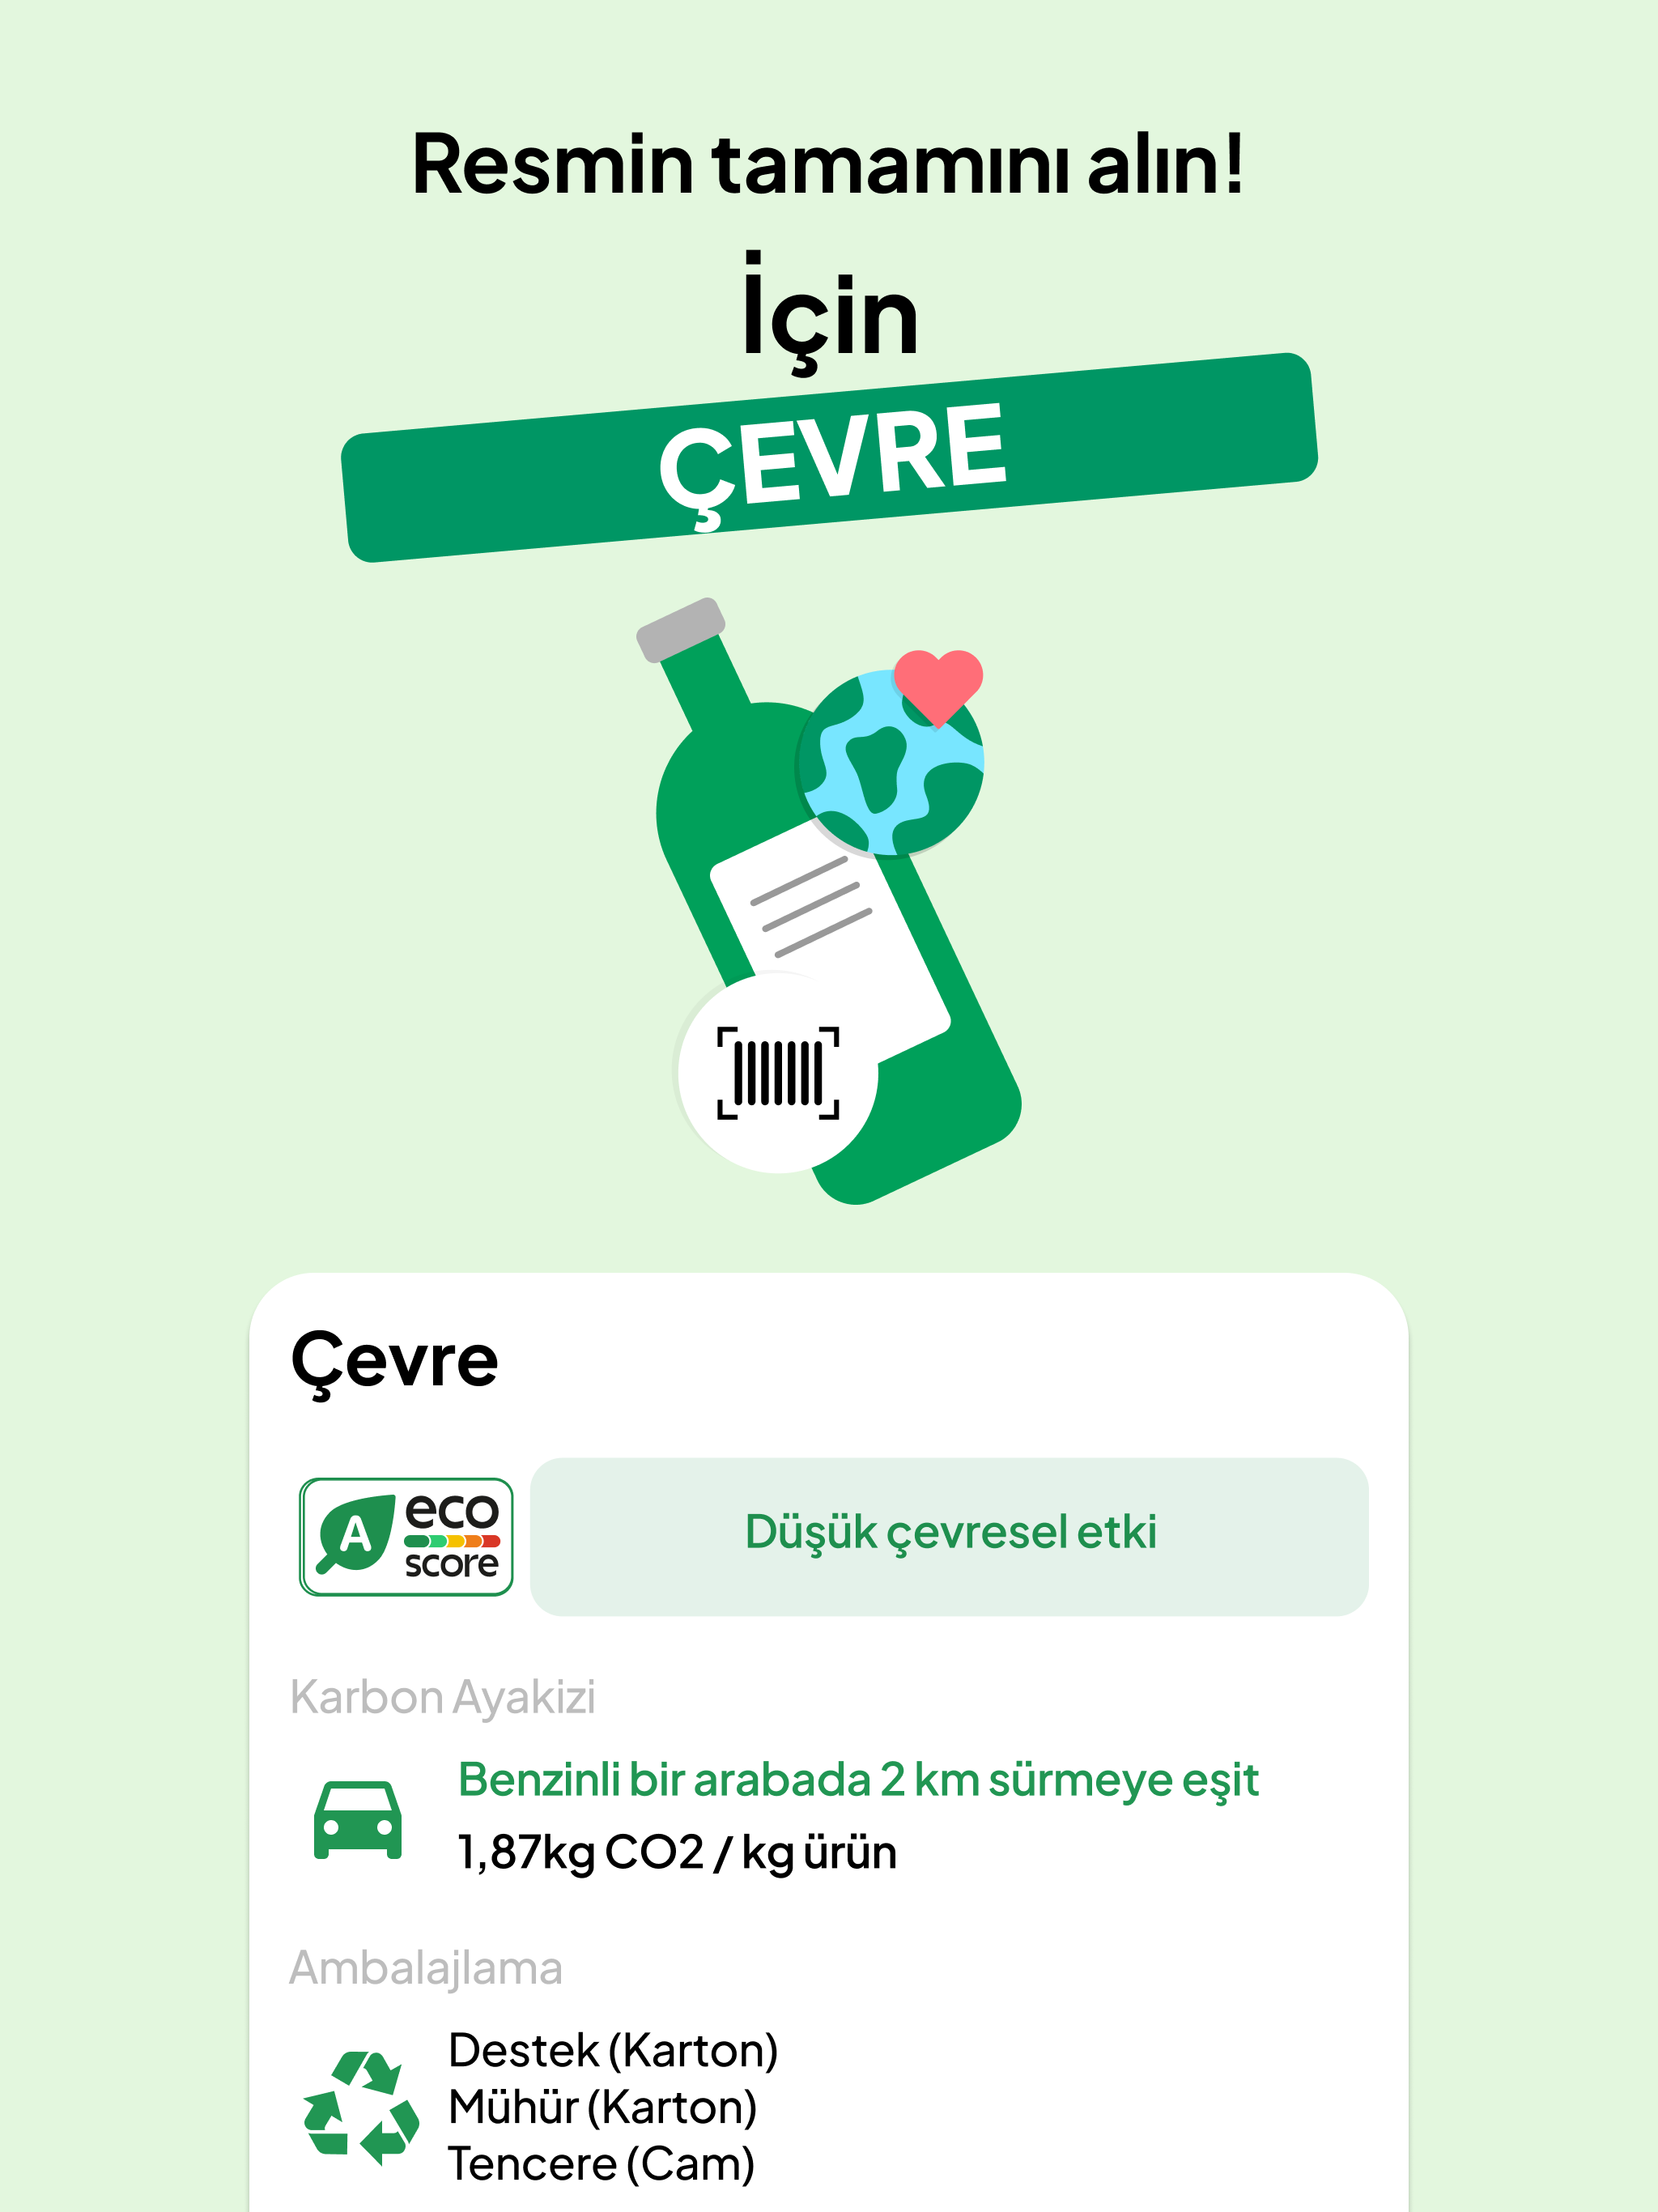 Resmin tamamını alın!
İçin
ÇEVRE
Çevre
A
eco
score
Düşük çevresel etki
Karbon Ayakizi
Benzinli bir arabada 2 km sürmeye eşit
1,87kg CO2 / kg ürün
Ambalajlama
Destek (Karton)
Mühür (Karton)
Tencere (Cam)